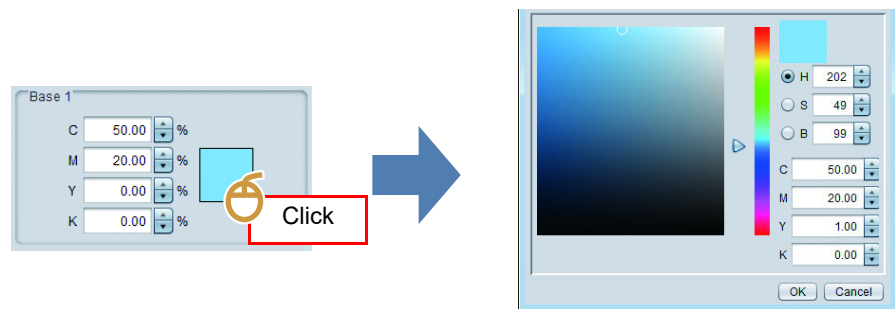 Base 1
C 50.00 %
M 20.00 %
Y 0.00 %
K 0.00 %
Click
H 202
S 49
B 99
C 50.00
M 20.00
Y 1.00
K 0.00
OK Cancel